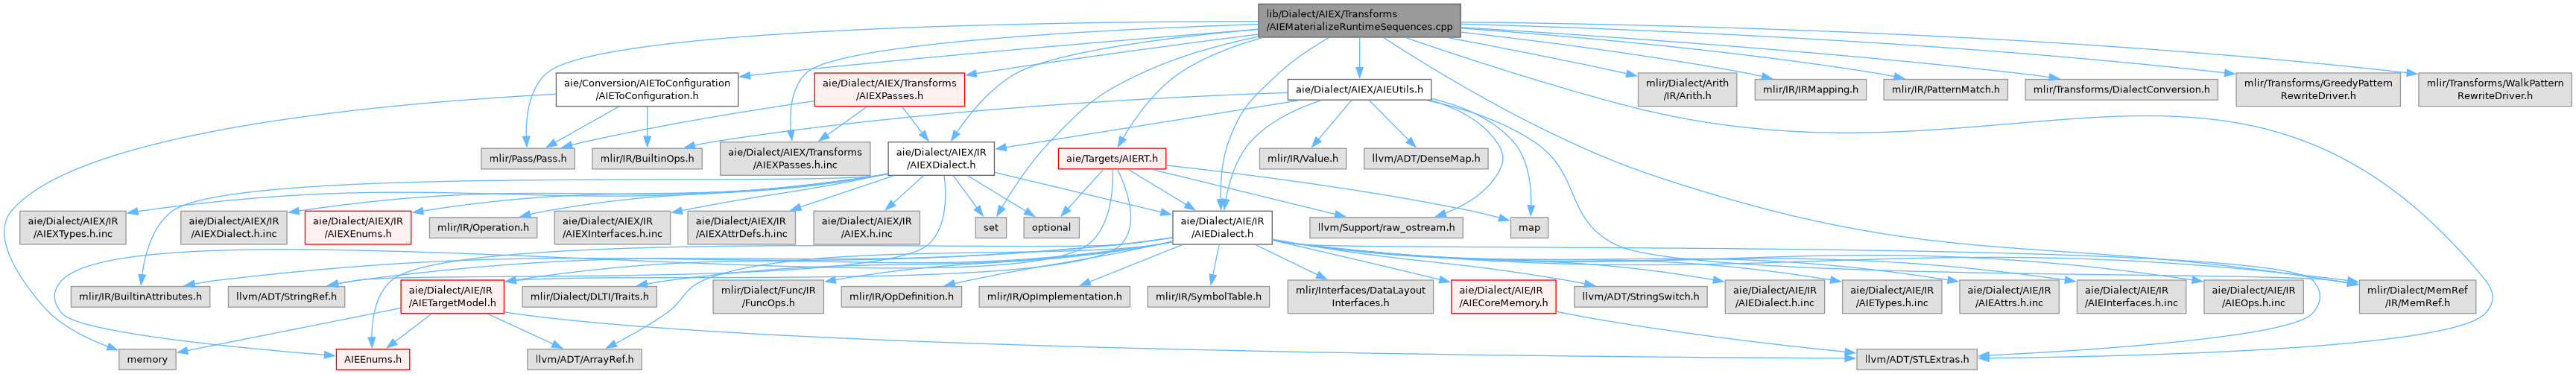 lib/Dialect/AIEX/Transforms
/AIEMaterializeRuntimeSequences.cpp
aie/Conversion/AIEToConfiguration
/AIEToConfiguration.h
aie/Dialect/AIEX/Transforms
/AIEXPasses.h
aie/Dialect/AIEX/AIEUtils.h
mlir/Dialect/Arith
/IR/Arith.h
mlir/IR/IRMapping.h
mlir/IR/PatternMatch.h
mlir/Transforms/DialectConversion.h
mlir/Transforms/GreedyPattern
RewriteDriver.h
mlir/Transforms/WalkPattern
RewriteDriver.h
mlir/Pass/Pass.h
mlir/IR/BuiltinOps.h
aie/Dialect/AIEX/Transforms
/AIEXPasses.h.inc
aie/Dialect/AIEX/IR
/AIEXDialect.h
aie/Targets/AIERT.h
mlir/IR/Value.h
llvm/ADT/DenseMap.h
aie/Dialect/AIEX/IR
/AIEXTypes.h.inc
aie/Dialect/AIEX/IR
/AIEXDialect.h.inc
aie/Dialect/AIEX/IR
/AIEXEnums.h
mlir/IR/Operation.h
aie/Dialect/AIEX/IR
/AIEXInterfaces.h.inc
aie/Dialect/AIEX/IR
/AIEXAttrDefs.h.inc
aie/Dialect/AIEX/IR
/AIEX.h.inc
set
optional
aie/Dialect/AIE/IR
/AIEDialect.h
llvm/Support/raw_ostream.h
map
mlir/IR/BuiltinAttributes.h
llvm/ADT/StringRef.h
aie/Dialect/AIE/IR
/AIETargetModel.h
mlir/Dialect/DLTI/Traits.h
mlir/Dialect/Func/IR
/FuncOps.h
mlir/IR/OpDefinition.h
mlir/IR/OpImplementation.h
mlir/IR/SymbolTable.h
mlir/Interfaces/DataLayout
Interfaces.h
aie/Dialect/AIE/IR
/AIECoreMemory.h
llvm/ADT/StringSwitch.h
aie/Dialect/AIE/IR
/AIEDialect.h.inc
aie/Dialect/AIE/IR
/AIETypes.h.inc
aie/Dialect/AIE/IR
/AIEAttrs.h.inc
aie/Dialect/AIE/IR
/AIEInterfaces.h.inc
aie/Dialect/AIE/IR
/AIEOps.h.inc
mlir/Dialect/MemRef
/IR/MemRef.h
memory
AIEEnums.h
llvm/ADT/ArrayRef.h
llvm/ADT/STLExtras.h